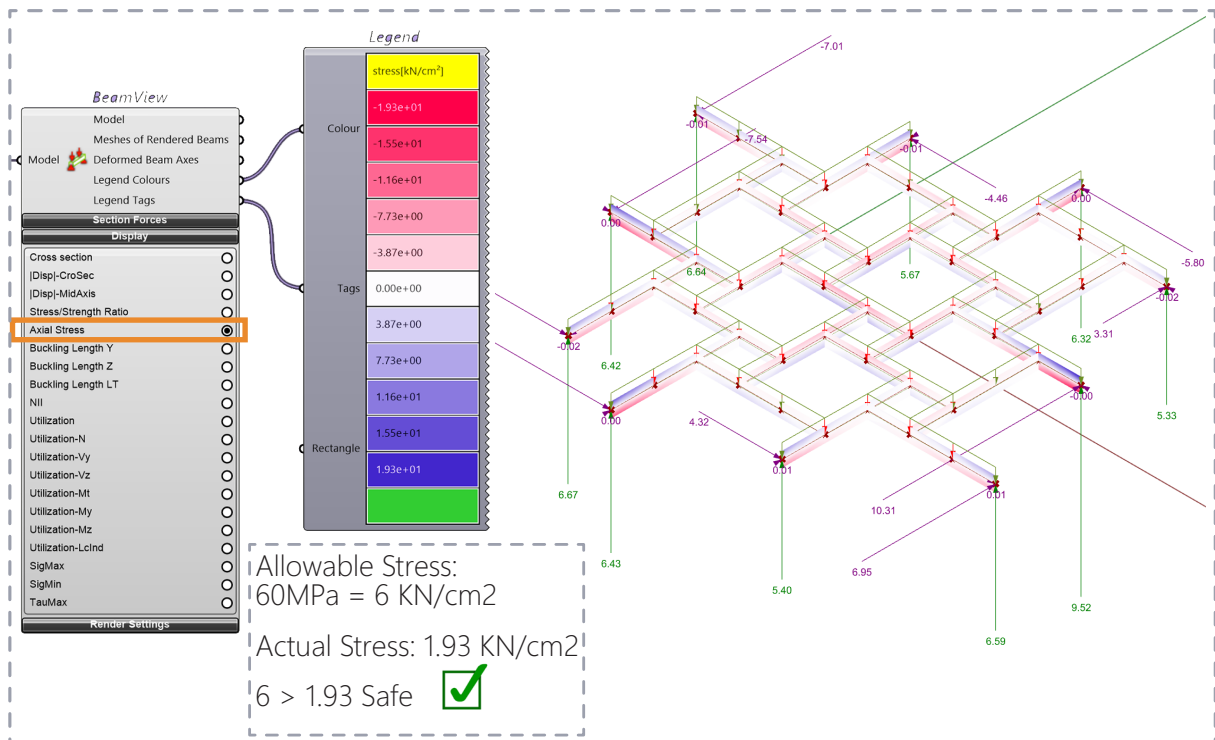 BeamView
Model
Model
Meshes of Rendered Beams
Deformed Beam Axes
Legend Colours
Legend Tags
Section Forces
Display
Cross section
|Disp|-CroSec
|Disp|-MidAxis
Stress/Strength Ratio
Axial Stress
Buckling Length Y
Buckling Length Z
Buckling Length LT
NII
Utilization
Utilization-N
Utilization-Vy
Utilization-Vz
Utilization-Mt
Utilization-My
Utilization-Mz
Utilization-LcInd
SigMax
SigMin
TauMax
Render Settings
Legend
Colour
Tags
Rectangle
stress[kN/cm²]
-1.93e+01
-1.55e+01
-1.16e+01
-7.73e+00
-3.87e+00
0.00e+00
3.87e+00
7.73e+00
1.16e+01
1.55e+01
1.93e+01
Allowable Stress:
60MPa = 6 KN/cm2
Actual Stress: 1.93 KN/cm2
6 > 1.93 Safe
-7.01
-0.01
-7.54
-0.01
-4.46
0.00
0.00
-5.80
6.64
5.67
-0.02
-0.02
6.42
6.32
3.31
-0.00
5.33
0.00
4.32
0.01
0.01
6.67
10.31
6.43
6.95
5.40
9.52
6.59